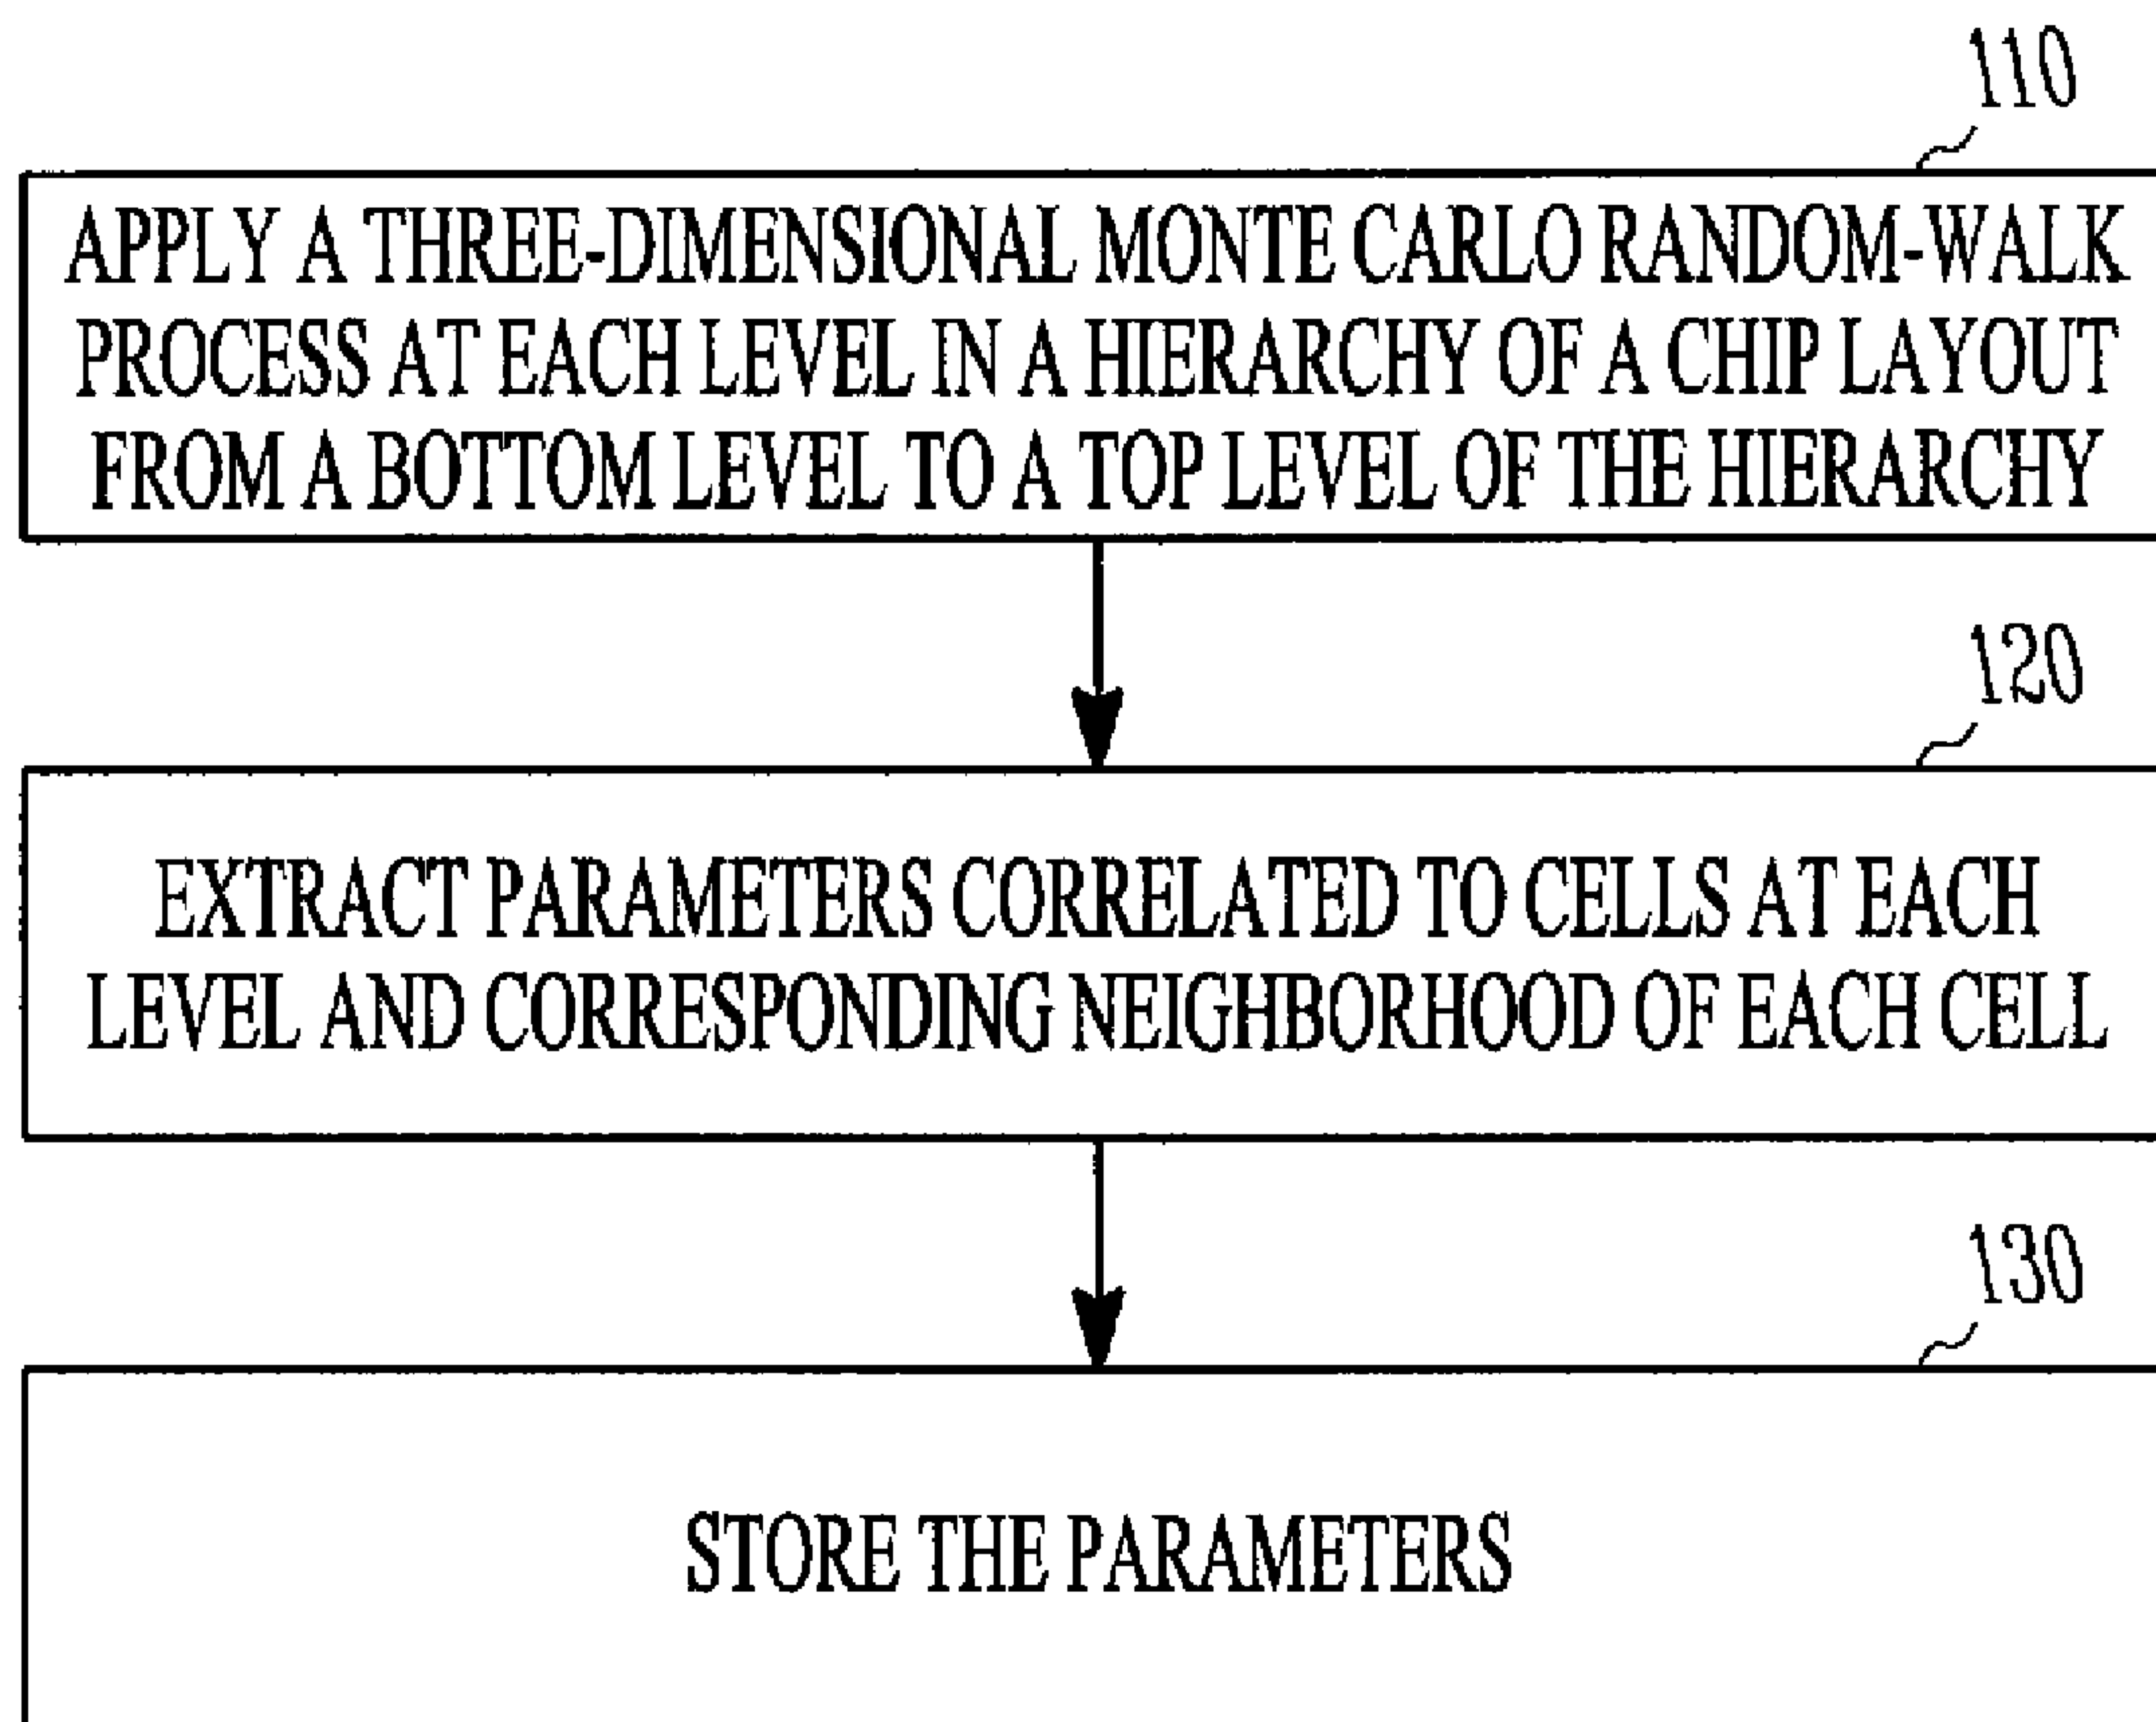 110
APPLY A THREE-DIMENSIONAL MONTE CARLO RANDOM-WALK
PROCESS AT EACH LEVEL IN A HIERARCHY OF A CHIP LAYOUT
FROM A BOTTOM LEVEL TO A TOP LEVEL OF THE HIERARCHY
120
EXTRACT PARAMETERS CORRELATED TO CELLS AT EACH
LEVEL AND CORRESPONDING NEIGHBORHOOD OF EACH CELL
130
STORE THE PARAMETERS